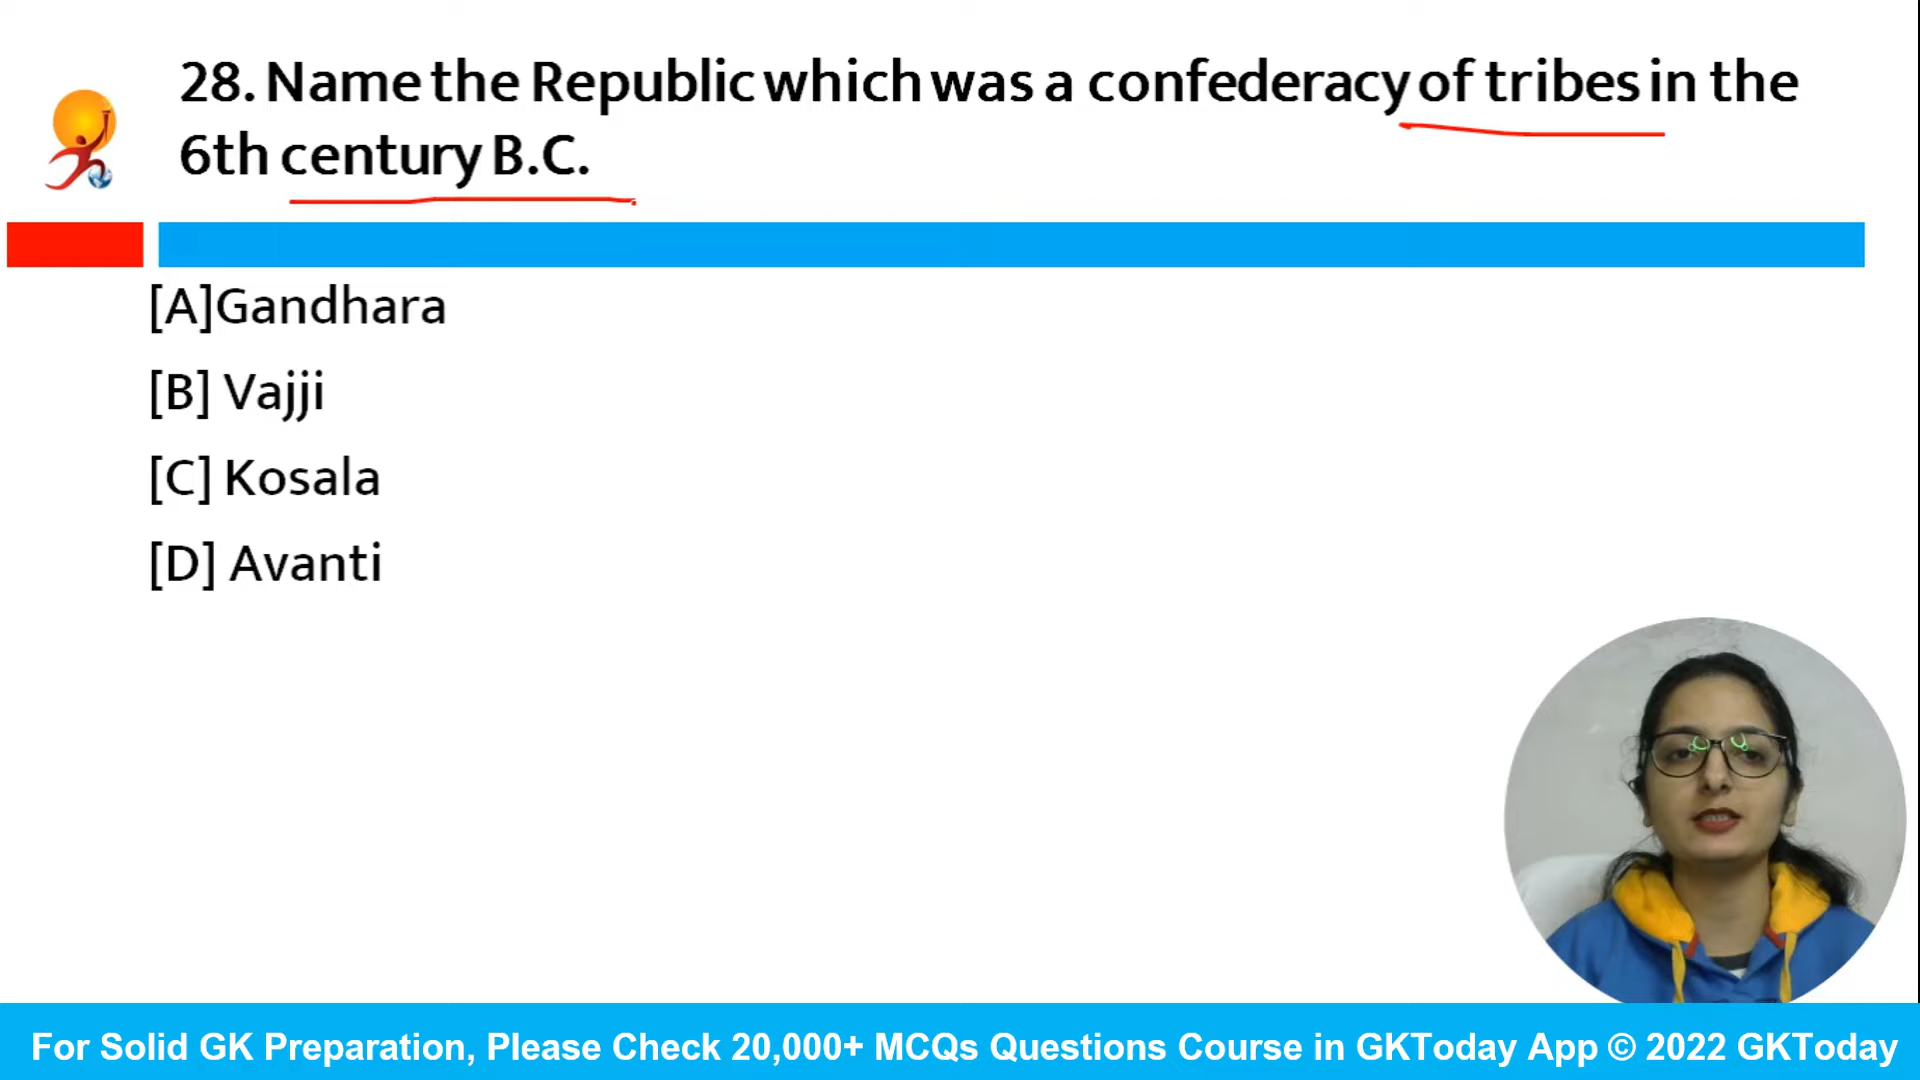 28. Name the Republic which was a confederacy of tribes in the
6th century B.C.
[A]Gandhara
[B] Vajji
[C] Kosala
[D] Avanti
For Solid GK Preparation, Please Check 20,000+ MCQs Questions Course in GKToday App © 2022 GKToday